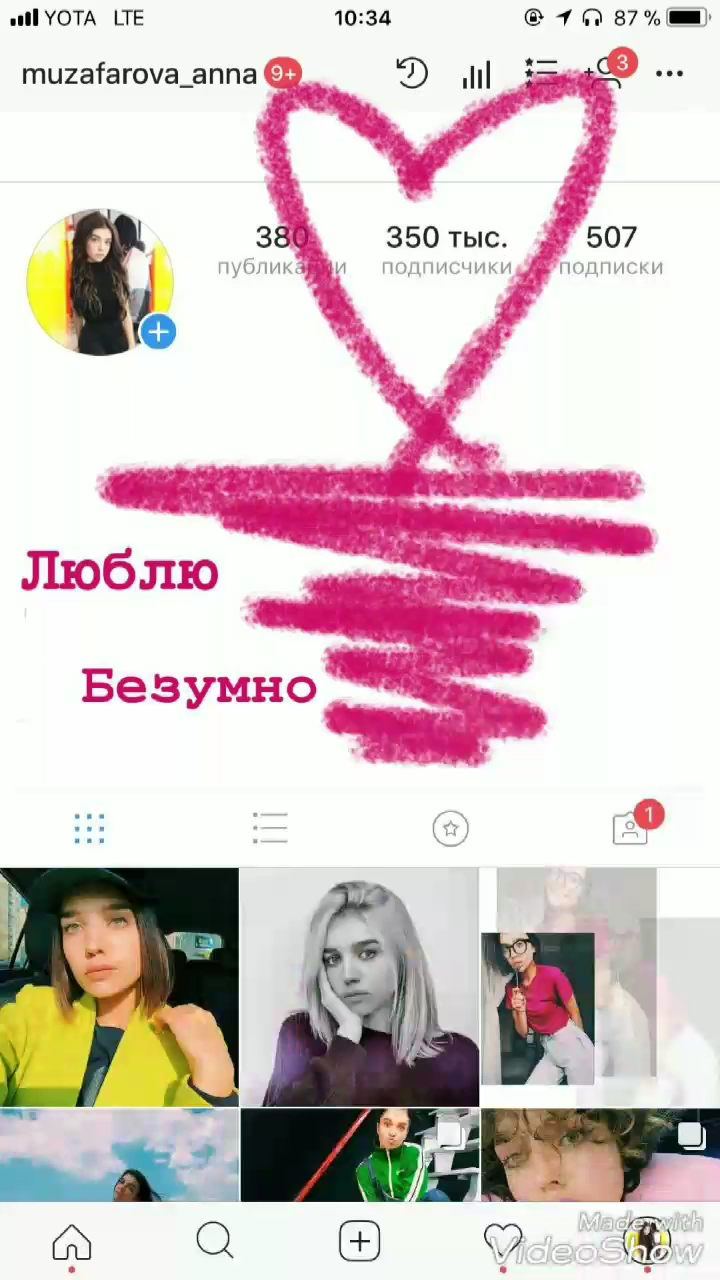 YOTA LTE 10:34 87 %
muzafarova_anna 9+ 3
380 350 тыс. 507
публикации подписчики подписки
Люблю
Безумно
1
Made with
VideoShow